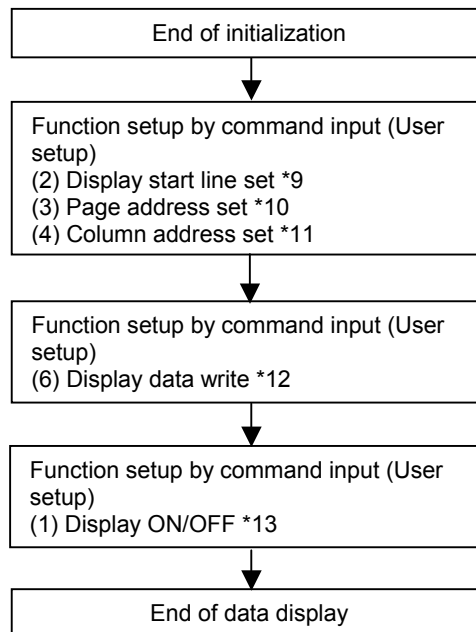 End of initialization
Function setup by command input (User
setup)
(2) Display start line set *9
(3) Page address set *10
(4) Column address set *11
Function setup by command input (User
setup)
(6) Display data write *12
Function setup by command input (User
setup)
(1) Display ON/OFF *13
End of data display